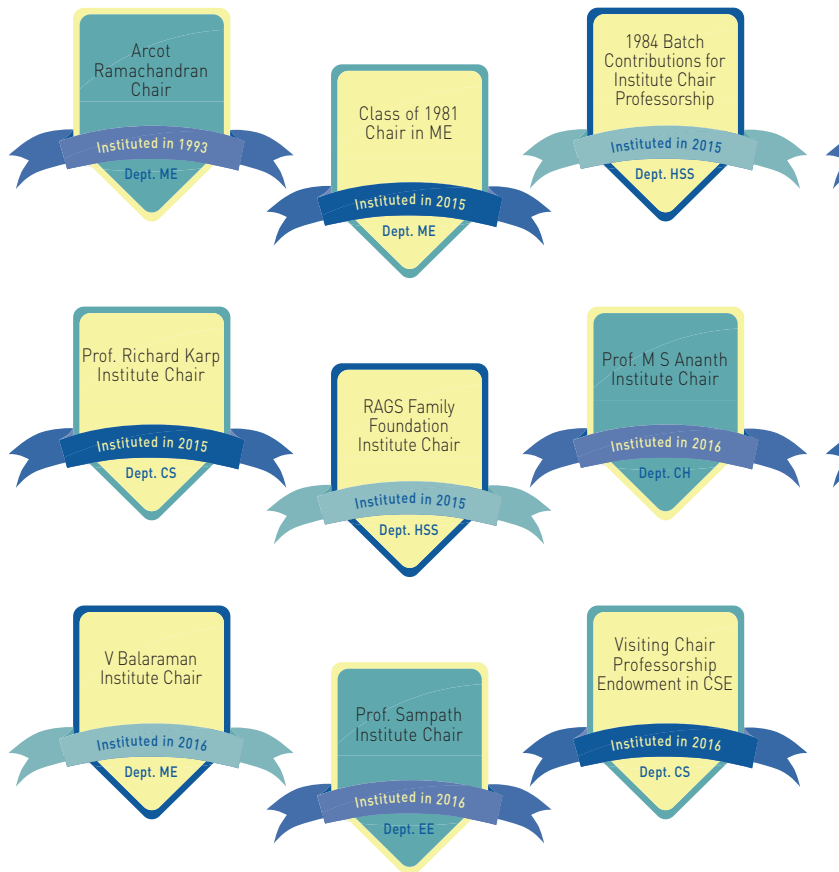 Arcot
Ramachandran
Chair
Instituted in 1993
Dept. ME
Class of 1981
Chair in ME
Instituted in 2015
Dept. ME
1984 Batch
Contributions for
Institute Chair
Professorship
Instituted in 2015
Dept. HSS
Prof. Richard Karp
Institute Chair
Instituted in 2015
Dept. CS
RAGS Family
Foundation
Institute Chair
Instituted in 2015
Dept. HSS
Prof. M S Ananth
Institute Chair
Instituted in 2016
Dept. CH
V Balaraman
Institute Chair
Instituted in 2016
Dept. ME
Prof. Sampath
Institute Chair
Instituted in 2016
Dept. EE
Visiting Chair
Professorship
Endowment in CSE
Instituted in 2016
Dept. CS